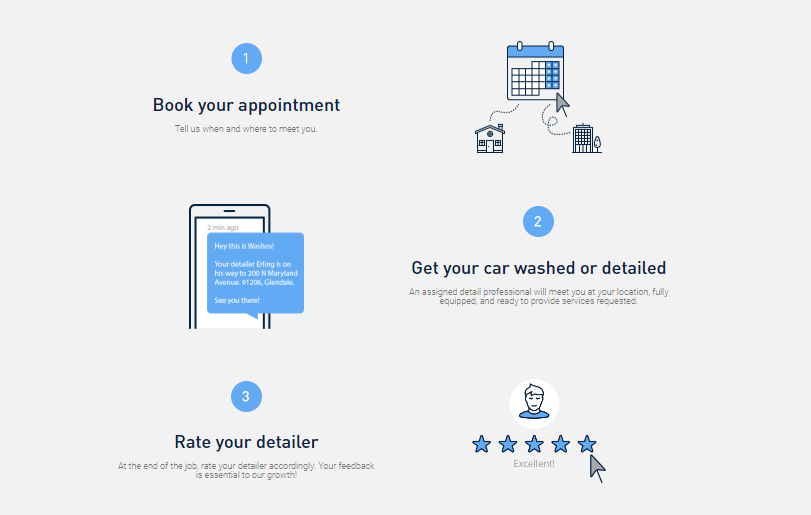 1
Book your appointment
Tell us when and where to meet you.
2 min ago
Hey this is Washos!
Your detailer Erling is on
his way to 200 N Maryland
Avenue. 91206, Glendale.
See you there!
2
Get your car washed or detailed
An assigned detail professional will meet you at your location, fully
equipped, and ready to provide services requested.
3
Rate your detailer
At the end of the job, rate your detailer accordingly. Your feedback
is essential to our growth!
Excellent!